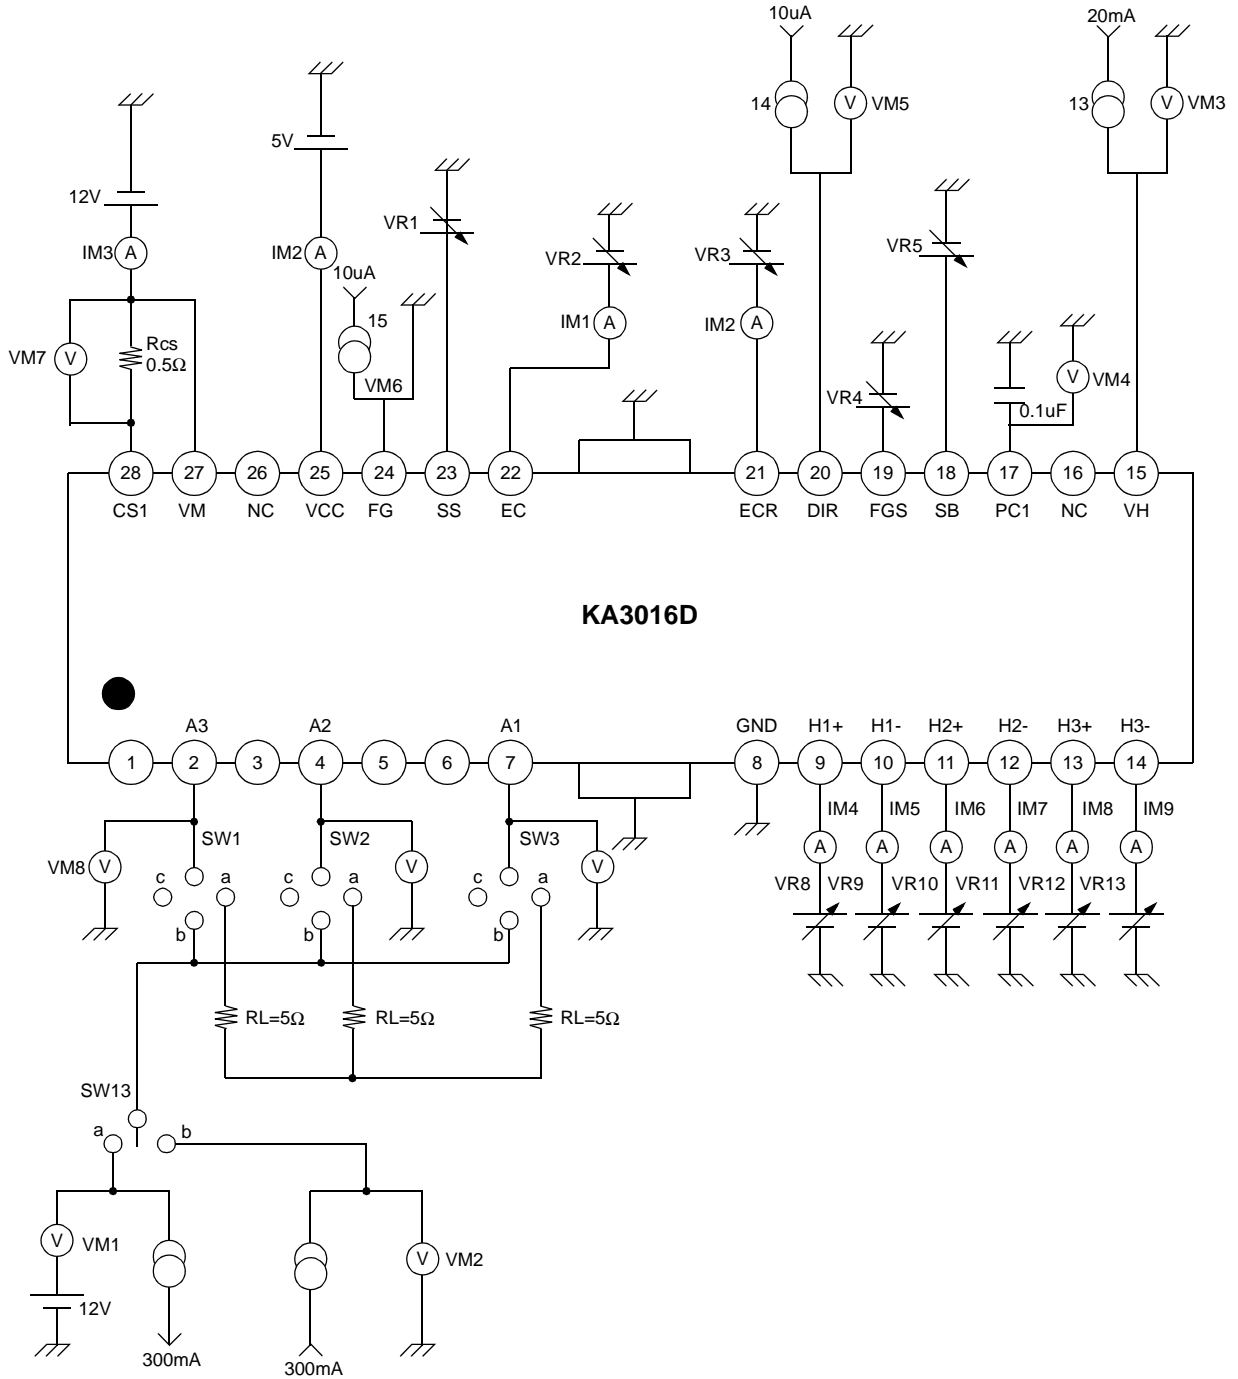 10uA 20mA
14 V VM5 13 V VM3
5V
12V
VR1
IM3 A IM2 A VR2 VR3 VR5
10uA
15 IM1 A IM2 A
VM7 V Rcs
0.5Ω VM6 VR4 V VM4
0.1uF
28 27 26 25 24 23 22 21 20 19 18 17 16 15
CS1 VM NC VCC FG SS EC ECR DIR FGS SB PC1 NC VH
KA3016D
A3 A2 A1 GND H1+ H1- H2+ H2- H3+ H3-
1 2 3 4 5 6 7 8 9 10 11 12 13 14
IM4 IM5 IM6 IM7 IM8 IM9
SW1 SW2 SW3
VM8 V V V A A A A A A
c a c a c a VR8 VR9 VR10 VR11 VR12 VR13
b b b
RL=5Ω RL=5Ω RL=5Ω
SW13
a b
V VM1 V VM2
12V
300mA 300mA